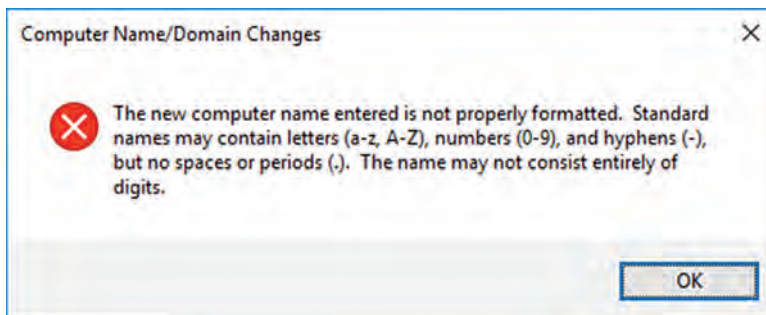 Computer Name/Domain Changes
The new computer name entered is not properly formatted.  Standard
names may contain letters (a-z, A-Z), numbers (0-9), and hyphens (-),
but no spaces or periods (.).  The name may not consist entirely of
digits.
OK